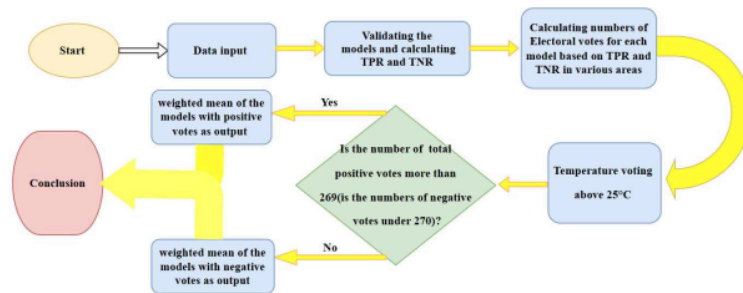 Start
Data input
Validating the
models and calculating
TPR and TNR
Calculating numbers of
Electoral votes for each
model based on TPR and
TNR in various areas
Temperature voting
above 25°C
Is the number of total
positive votes more than
269(is the numbers of negative
votes under 270)?
Yes
weighted mean of the
models with positive
votes as output
No
weighted mean of the
models with negative
votes as output
Conclusion